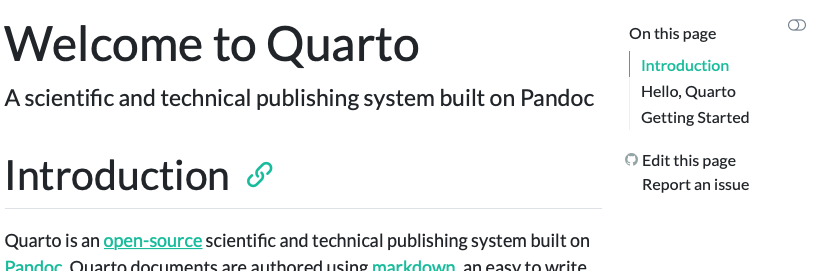 Welcome to Quarto
A scientific and technical publishing system built on Pandoc
Introduction
Quarto is an open-source scientific and technical publishing system built on
Pandoc. Quarto documents are authored using markdown, an easy to write
On this page
Introduction
Hello, Quarto
Getting Started
Edit this page
Report an issue